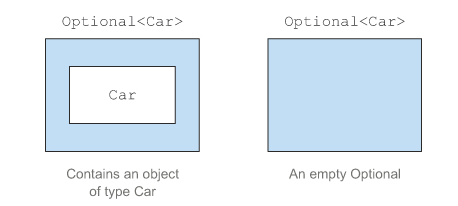 Optional<Car>
Optional<Car>
Car
Contains an object
of type Car
An empty Optional